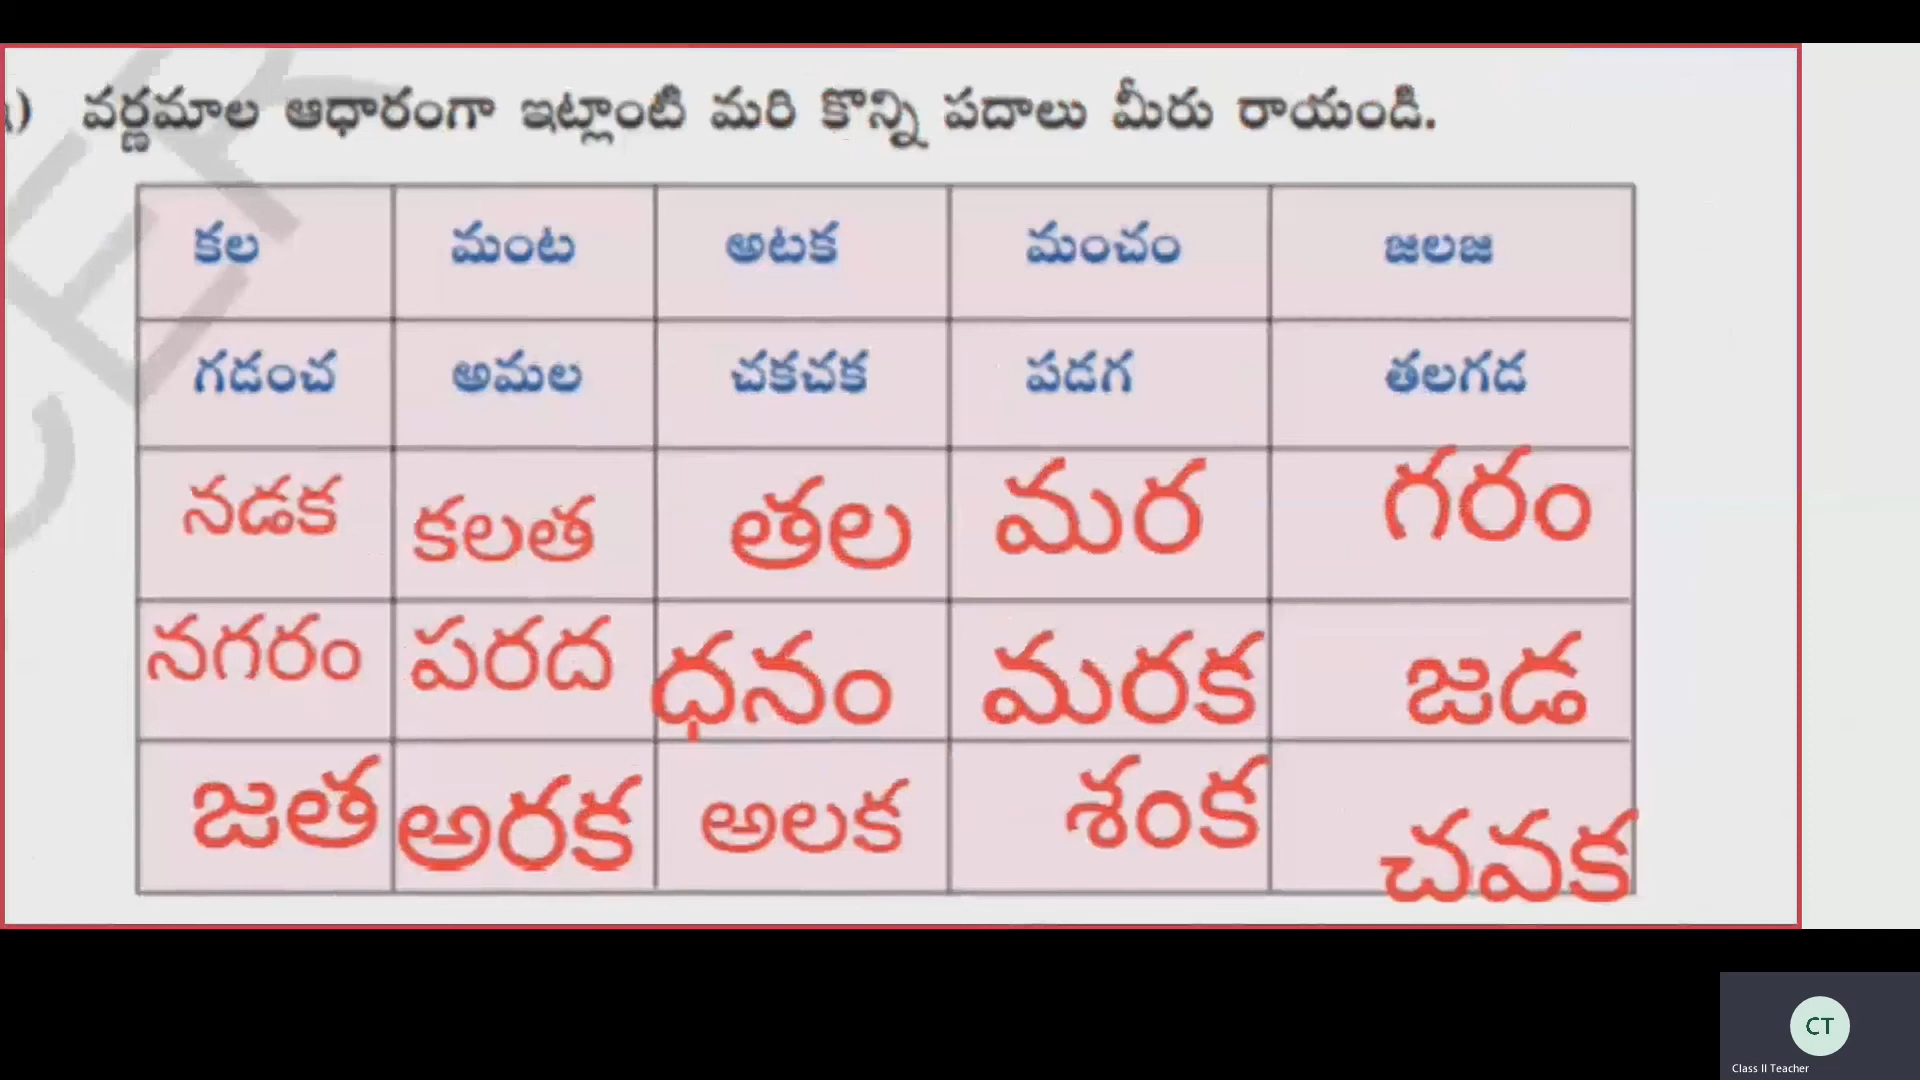 వర్ణమాల ఆధారంగా ఇట్లాంటి మరి కొన్ని పదాలు మీరు రాయండి.
కల మంట అటక మంచం జలజ
గడంచ అమల చకచక పడగ తలగడ
నడక కలత తల మర గరం
నగరం పరద ధనం మరక జడ
జత అరక అలక శంక చవక
CT
Class II Teacher